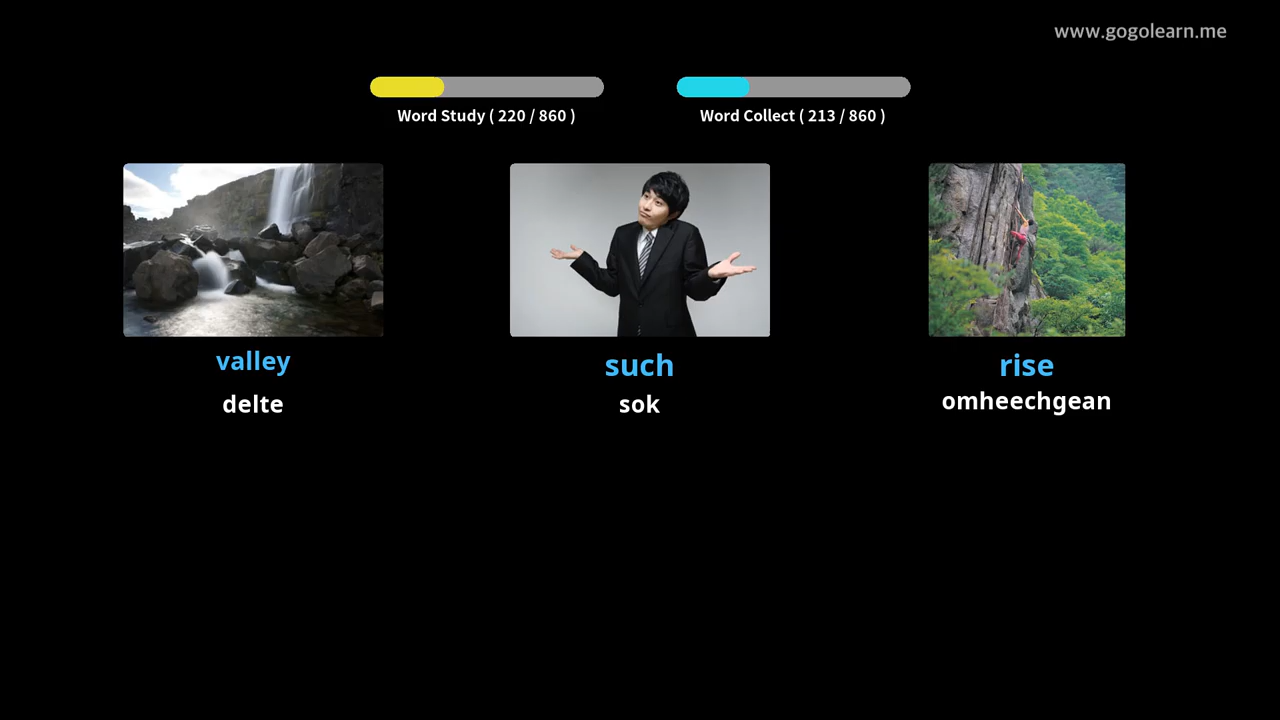 www.gogolearn.me
Word Study ( 220 / 860 )
Word Collect ( 213 / 860 )
valley
such
rise
delte
sok
omheechgean